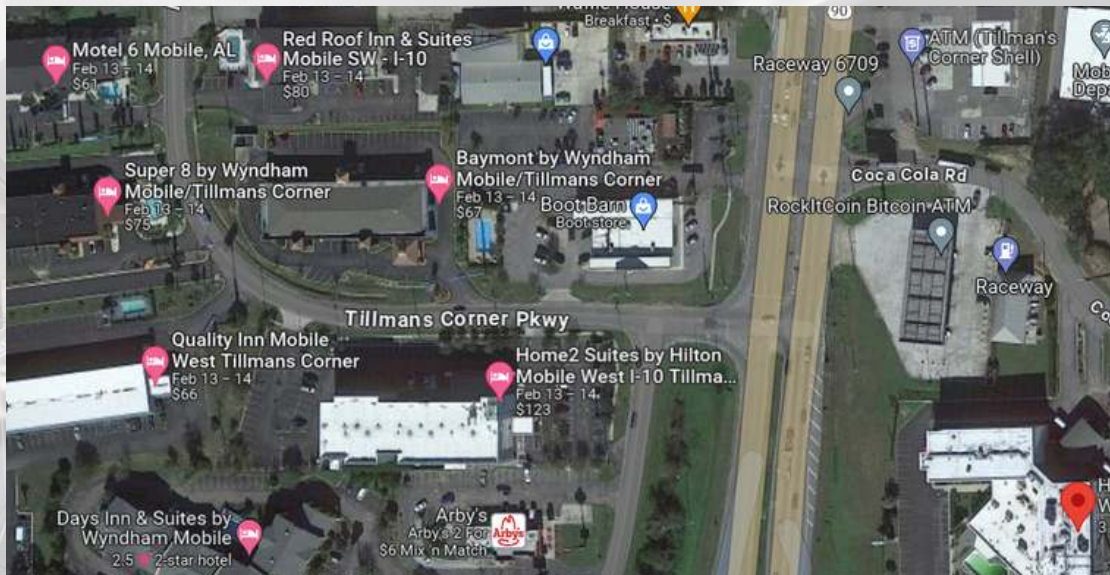 Waffle House
Breakfast • $
90
Motel 6 Mobile, AL
Feb 13 – 14
$61
Red Roof Inn & Suites
Mobile SW - I-10
Feb 13 – 14
$80
Raceway 6709
ATM (Tillman's
Corner Shell)
Mob
Dep
Super 8 by Wyndham
Mobile/Tillmans Corner
Feb 13 – 14
$75
Baymont by Wyndham
Mobile/Tillmans Corner
Feb 13 – 14
$67
Boot Barn
Boot store
Coca Cola Rd
RockItCoin Bitcoin ATM
Raceway
Co
Tillmans Corner Pkwy
Quality Inn Mobile
West Tillmans Corner
Feb 13 – 14
$66
Home2 Suites by Hilton
Mobile West I-10 Tillma...
Feb 13 – 14
$123
Days Inn & Suites by
Wyndham Mobile
2.5 2-star hotel
Arby's
Arby's 2 For
$6 Mix 'n Match
Arby's
H
W
3